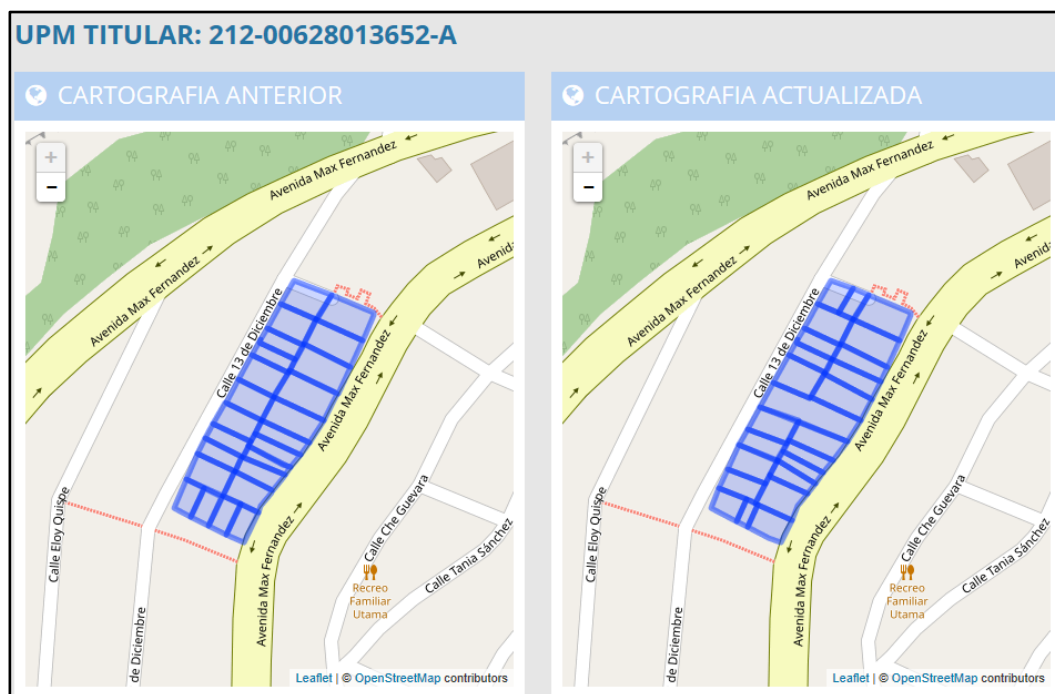 UPM TITULAR: 212-00628013652-A
CARTOGRAFIA ANTERIOR
+
−
Avenida Max Fernandez
Avenida Max Fernandez
Avenida
Calle 13 de Diciembre
Avenida Max Fernandez
Calle Eloy Quispe
Calle Che Guevara
Calle Tania Sánchez
Avenida Max Fernandez
de Diciembre
Recreo
Familiar
Utama
Leaflet | © OpenStreetMap contributors
CARTOGRAFIA ACTUALIZADA
+
−
Avenida Max Fernandez
Avenida Max Fernandez
Avenida
Calle 13 de Diciembre
Avenida Max Fernandez
Calle Eloy Quispe
Calle Che Guevara
Calle Tania Sánchez
Avenida Max Fernandez
de Diciembre
Recreo
Familiar
Utama
Leaflet | © OpenStreetMap contributors